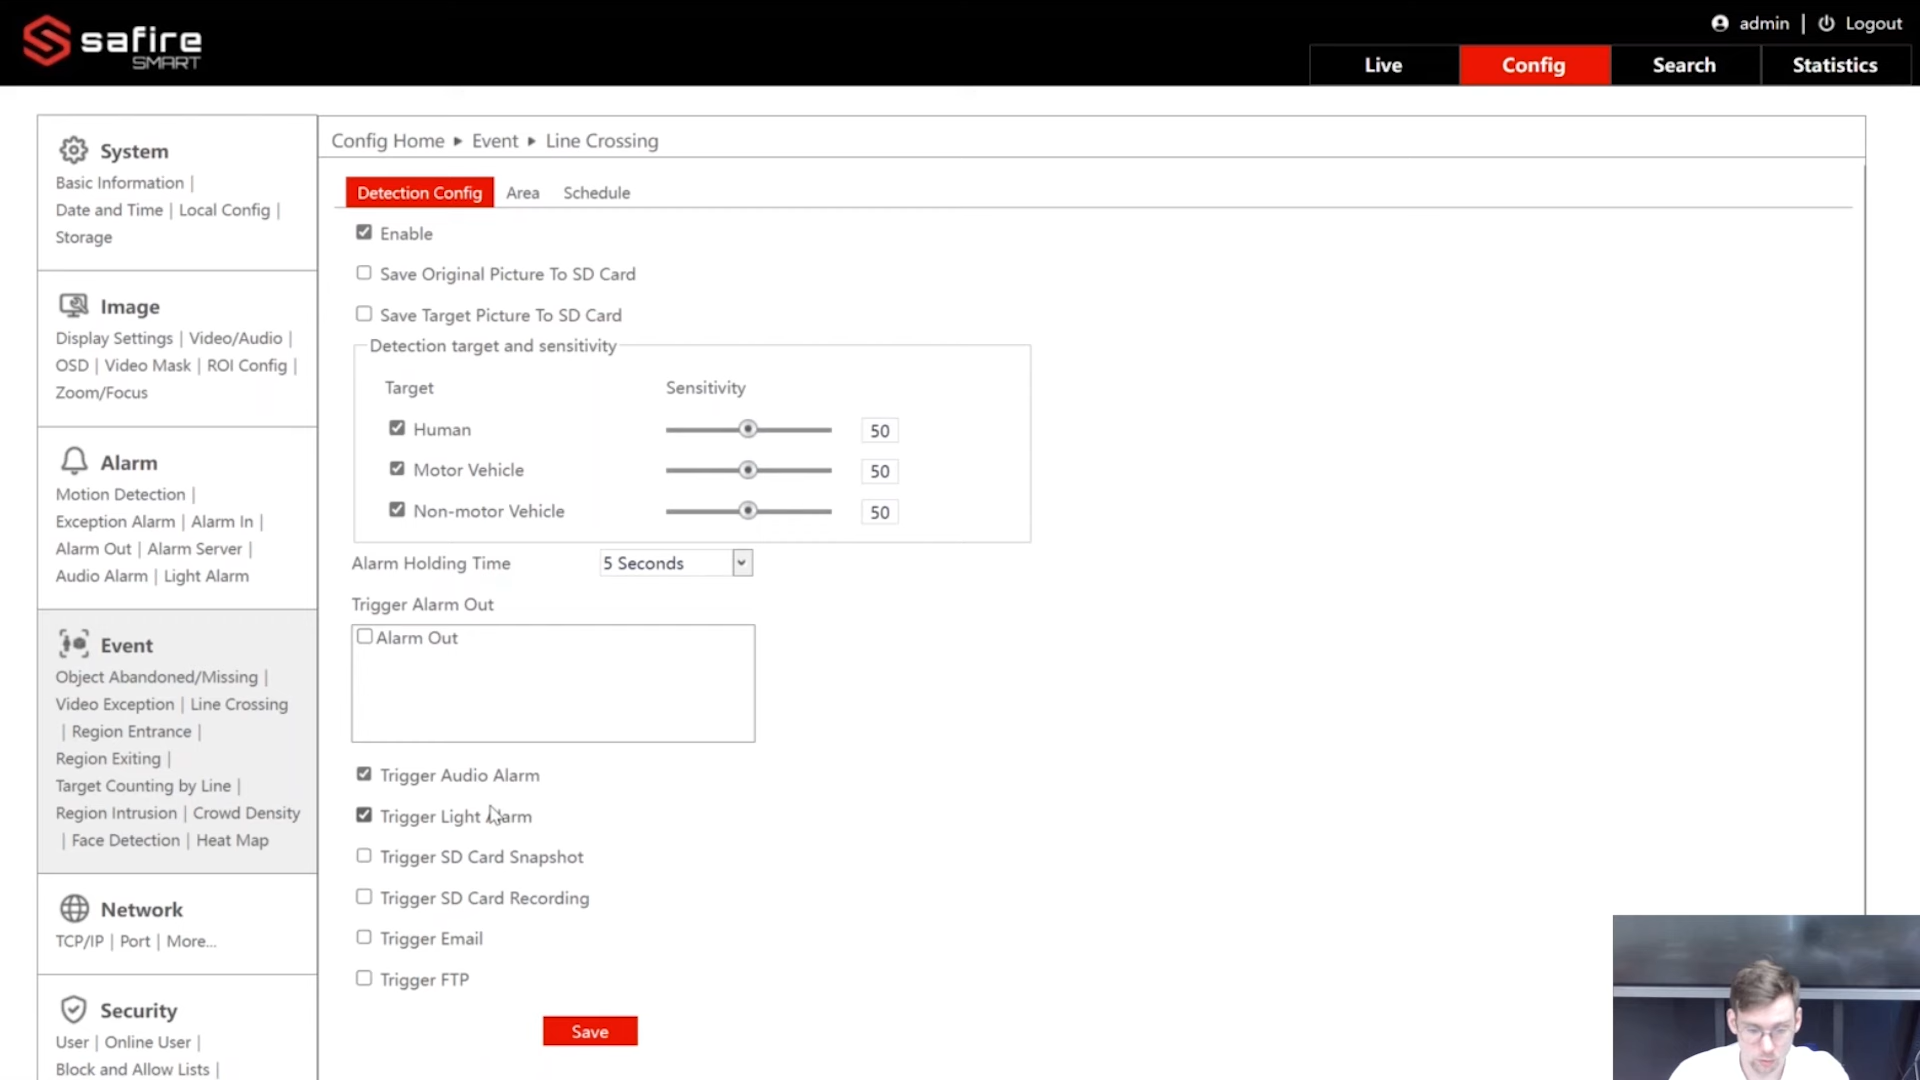 safire
SMART
admin | Logout
Live Config Search Statistics
System
Basic Information |
Date and Time | Local Config |
Storage
Image
Display Settings | Video/Audio |
OSD | Video Mask | ROI Config |
Zoom/Focus
Alarm
Motion Detection |
Exception Alarm | Alarm In |
Alarm Out | Alarm Server |
Audio Alarm | Light Alarm
Event
Object Abandoned/Missing |
Video Exception | Line Crossing
| Region Entrance |
Region Exiting |
Target Counting by Line |
Region Intrusion | Crowd Density
| Face Detection | Heat Map
Network
TCP/IP | Port | More...
Security
User | Online User |
Block and Allow Lists |
Config Home ▸ Event ▸ Line Crossing
Detection Config Area Schedule
Enable
Save Original Picture To SD Card
Save Target Picture To SD Card
Detection target and sensitivity
Target Sensitivity
Human 50
Motor Vehicle 50
Non-motor Vehicle 50
Alarm Holding Time 5 Seconds
Trigger Alarm Out
Alarm Out
Trigger Audio Alarm
Trigger Light Alarm
Trigger SD Card Snapshot
Trigger SD Card Recording
Trigger Email
Trigger FTP
Save